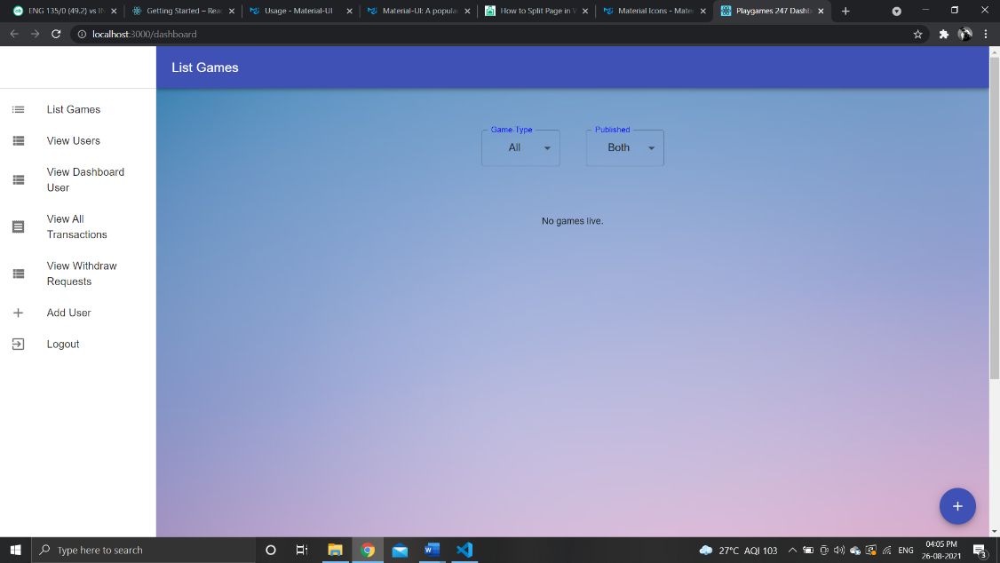 ENG 135/0 (49.2) vs IN
Getting Started – Rea
Usage - Material-UI
Material-UI: A popula
How to Split Page in W
Material Icons - Mate
Playgames 247 Dashb
localhost:3000/dashboard
List Games
List Games
View Users
View Dashboard
User
View All
Transactions
View Withdraw
Requests
Add User
Logout
Game-Type
Published
All
Both
No games live.
Type here to search
27°C AQI 103
ENG
04:05 PM
26-08-2021
3